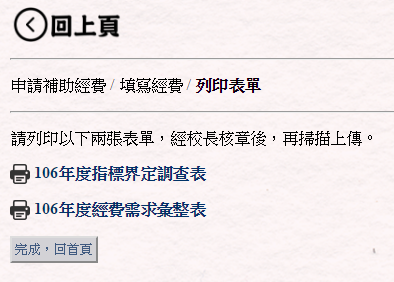 回上頁
申請補助經費 / 填寫經費 / 列印表單
請列印以下兩張表單，經校長核章後，再掃描上傳。
106年度指標界定調查表
106年度經費需求彙整表
完成，回首頁